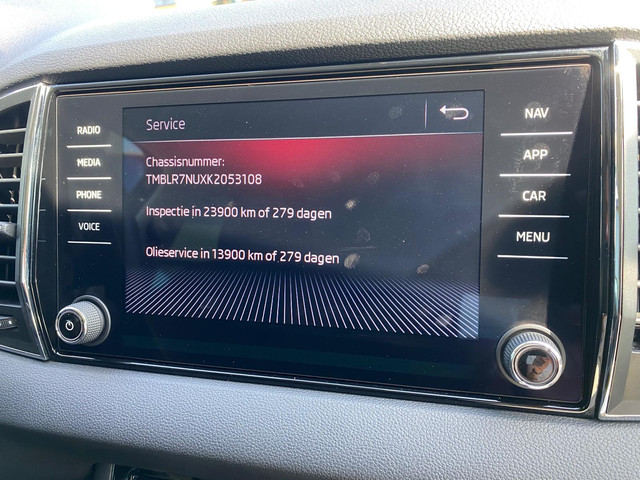 Service
RADIO
MEDIA
PHONE
VOICE
Chassisnummer:
TMBLR7NUXK2053108
Inspectie in 23900 km of 279 dagen
Olieservice in 13900 km of 279 dagen
NAV
APP
CAR
MENU